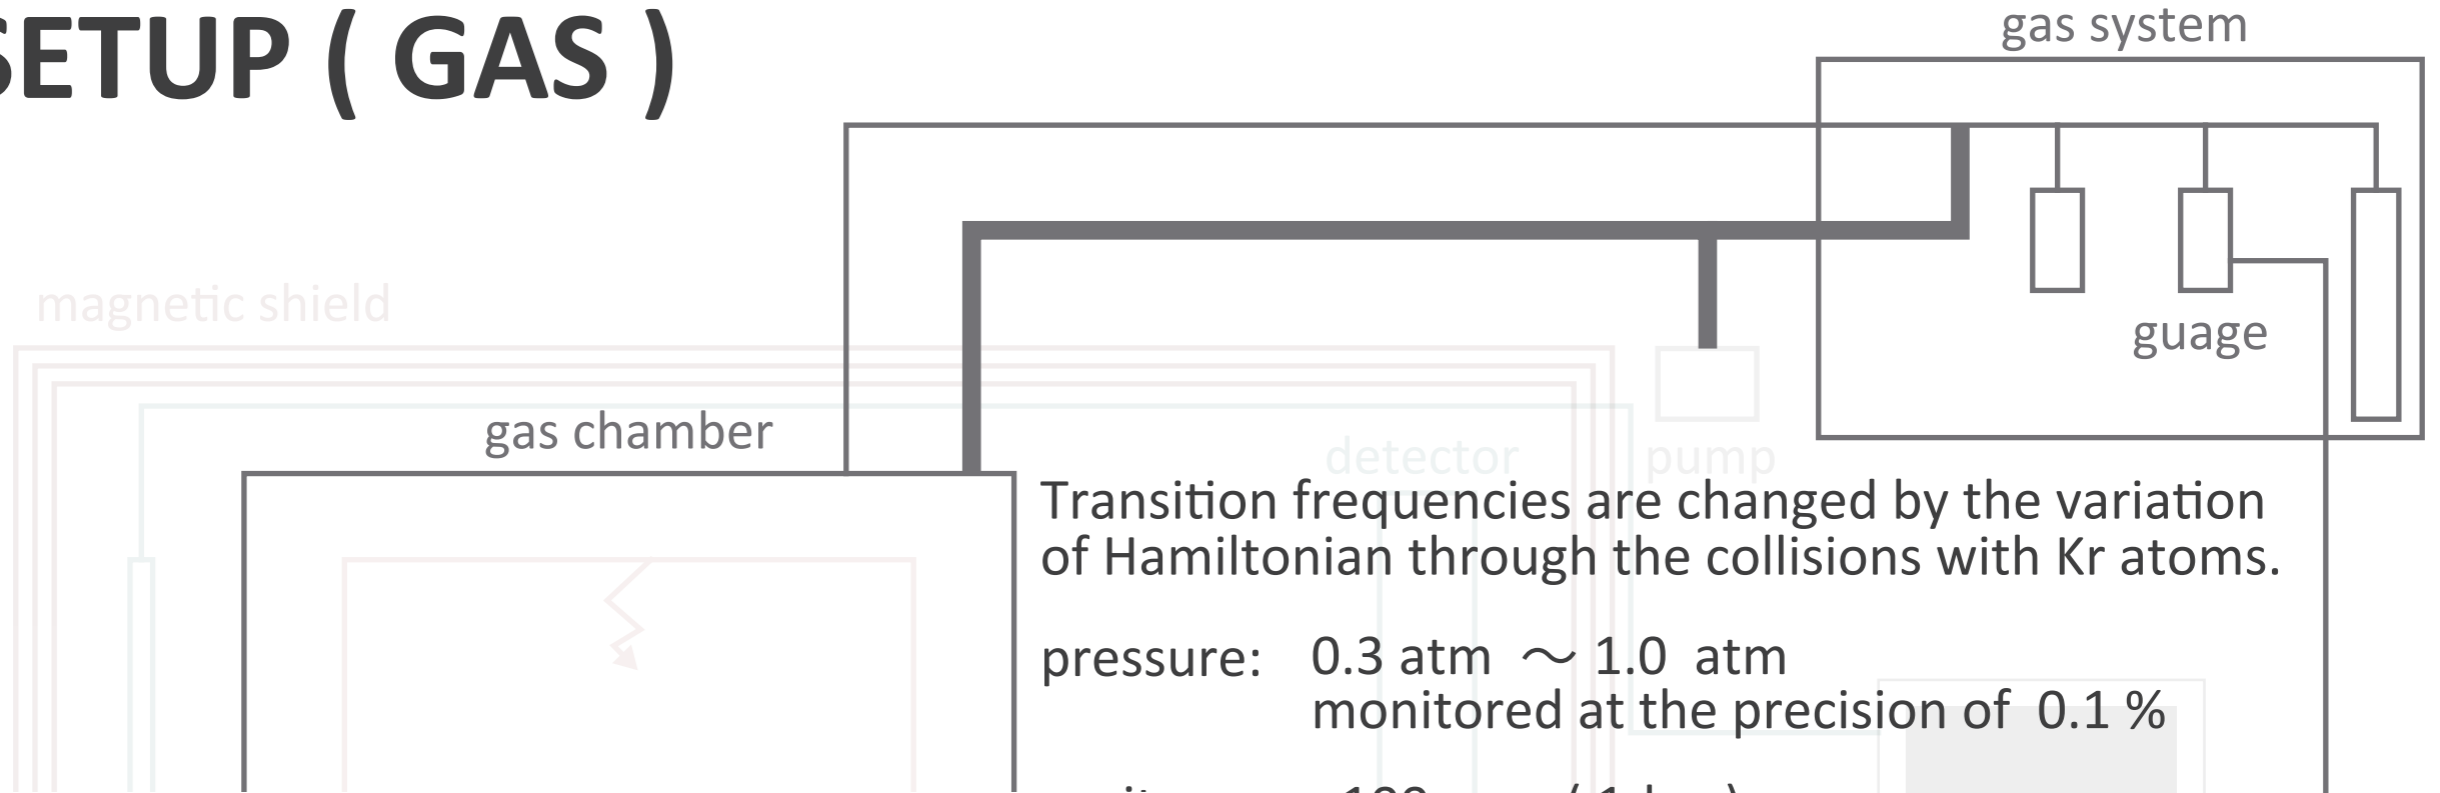 SETUP ( GAS )
gas system
guage
magnetic shield
gas chamber
detector
pump
Transition frequencies are changed by the variation
of Hamiltonian through the collisions with Kr atoms.
pressure: 0.3 atm ～ 1.0 atm
monitored at the precision of 0.1 %